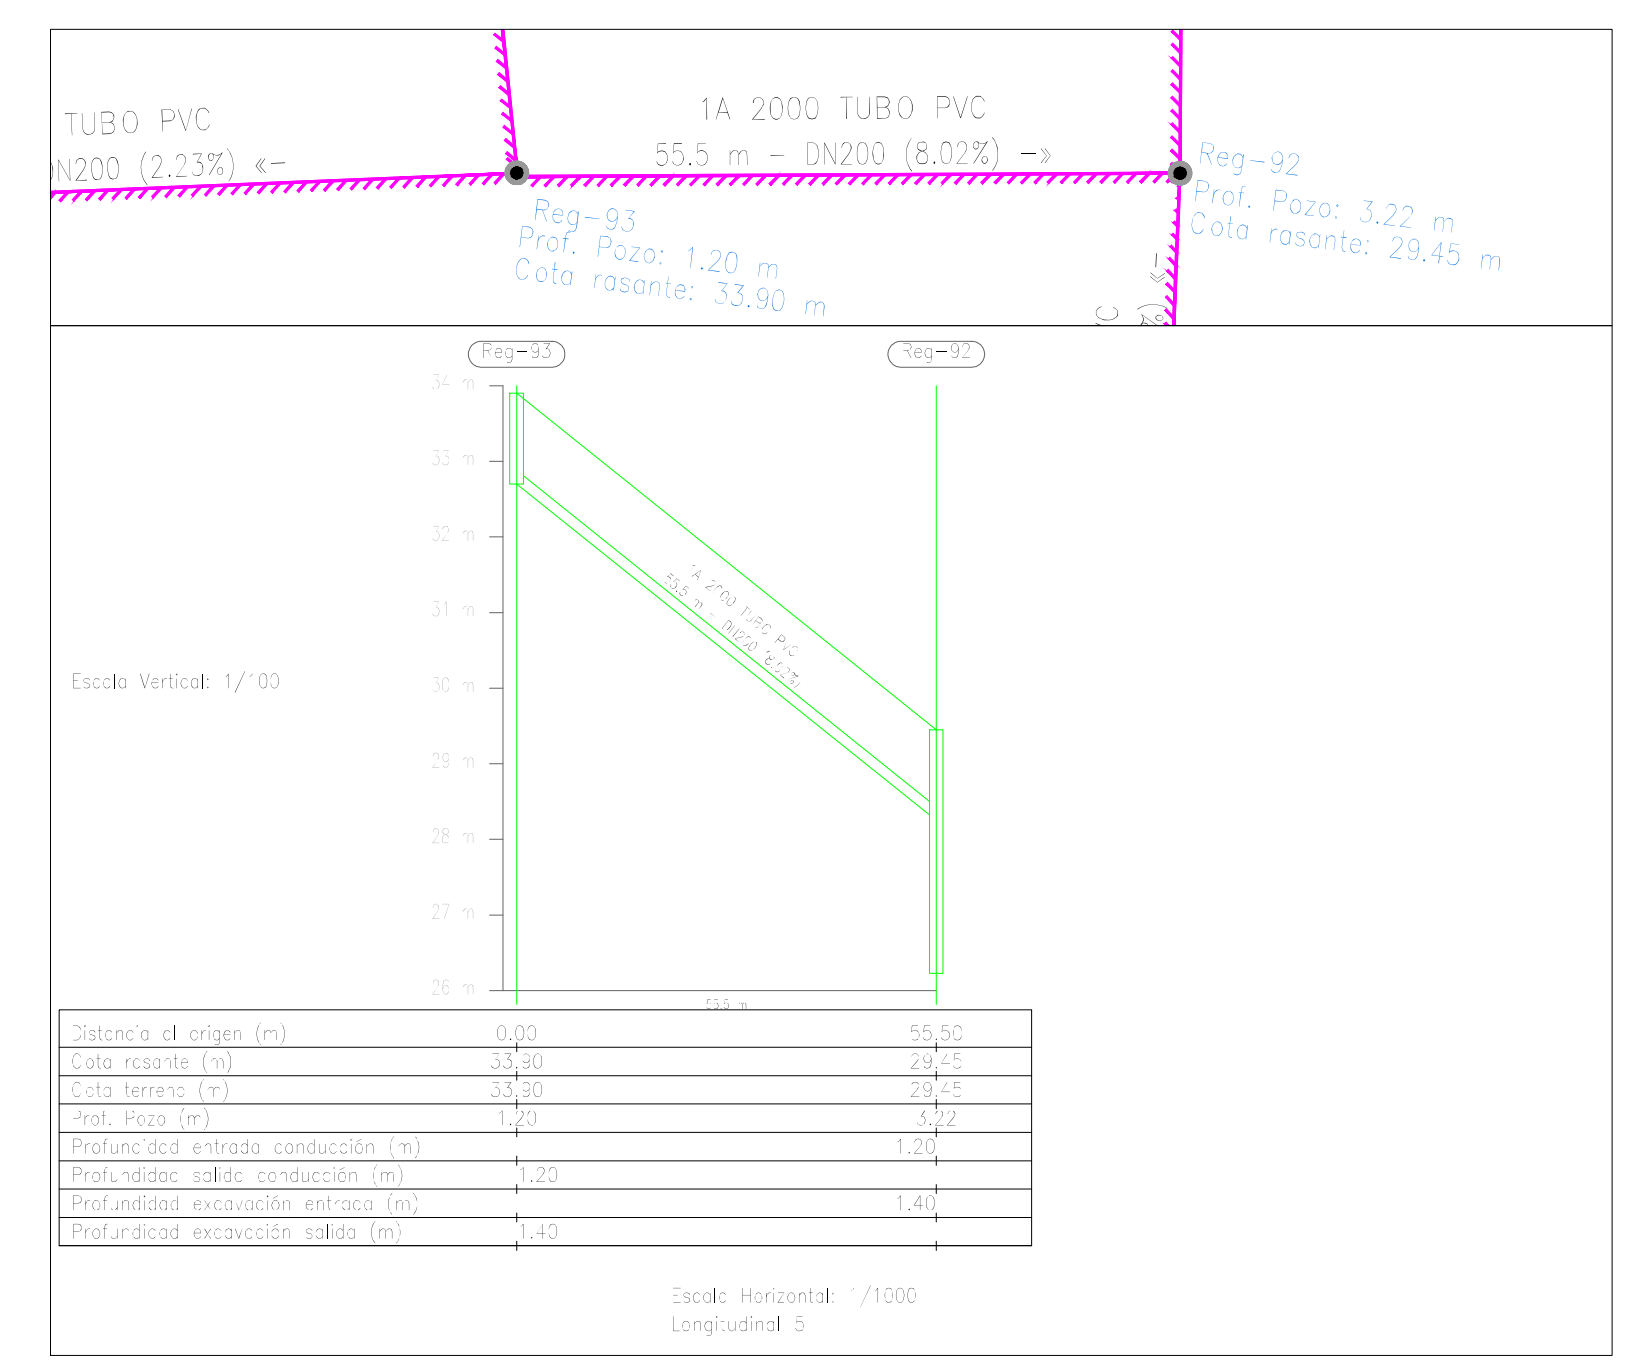 TUBO PVC
DN200 (2.23%) «-
1A 2000 TUBO PVC
55.5 m - DN200 (8.02%) -»
Reg-93
Prof. Pozo: 1.20 m
Cota rasante: 33.90 m
Reg-92
Prof. Pozo: 3.22 m
Cota rasante: 29.45 m
«-
Reg-93
Reg-92
34 m
33 m
32 m
31 m
30 m
29 m
28 m
27 m
26 m
1A 2000 TUBO PVC
55.5 m - DN200 (8.02%)
Escala Vertical: 1/100
55.5 m
Distancia al origen (m) 0.00 55.50
Cota rasante (m) 33.90 29.45
Cota terreno (m) 33.90 29.45
Prof. Pozo (m) 1.20 3.22
Profundidad entrada conducción (m) 1.20
Profundidad salida conducción (m) 1.20
Profundidad excavación entrada (m) 1.40
Profundidad excavación salida (m) 1.40
Escala Horizontal: 1/1000
Longitudinal 5